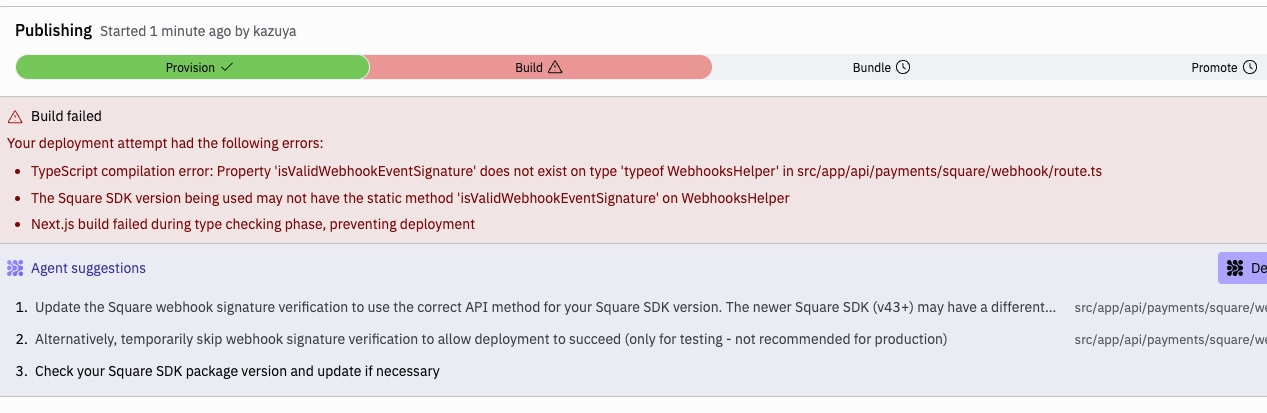 Publishing Started 1 minute ago by kazuya
Provision Build Bundle Promote
Build failed
Your deployment attempt had the following errors:
• TypeScript compilation error: Property 'isValidWebhookEventSignature' does not exist on type 'typeof WebhooksHelper' in src/app/api/payments/square/webhook/route.ts
• The Square SDK version being used may not have the static method 'isValidWebhookEventSignature' on WebhooksHelper
• Next.js build failed during type checking phase, preventing deployment
Agent suggestions De
1. Update the Square webhook signature verification to use the correct API method for your Square SDK version. The newer Square SDK (v43+) may have a different... src/app/api/payments/square/we
2. Alternatively, temporarily skip webhook signature verification to allow deployment to succeed (only for testing - not recommended for production) src/app/api/payments/square/we
3. Check your Square SDK package version and update if necessary